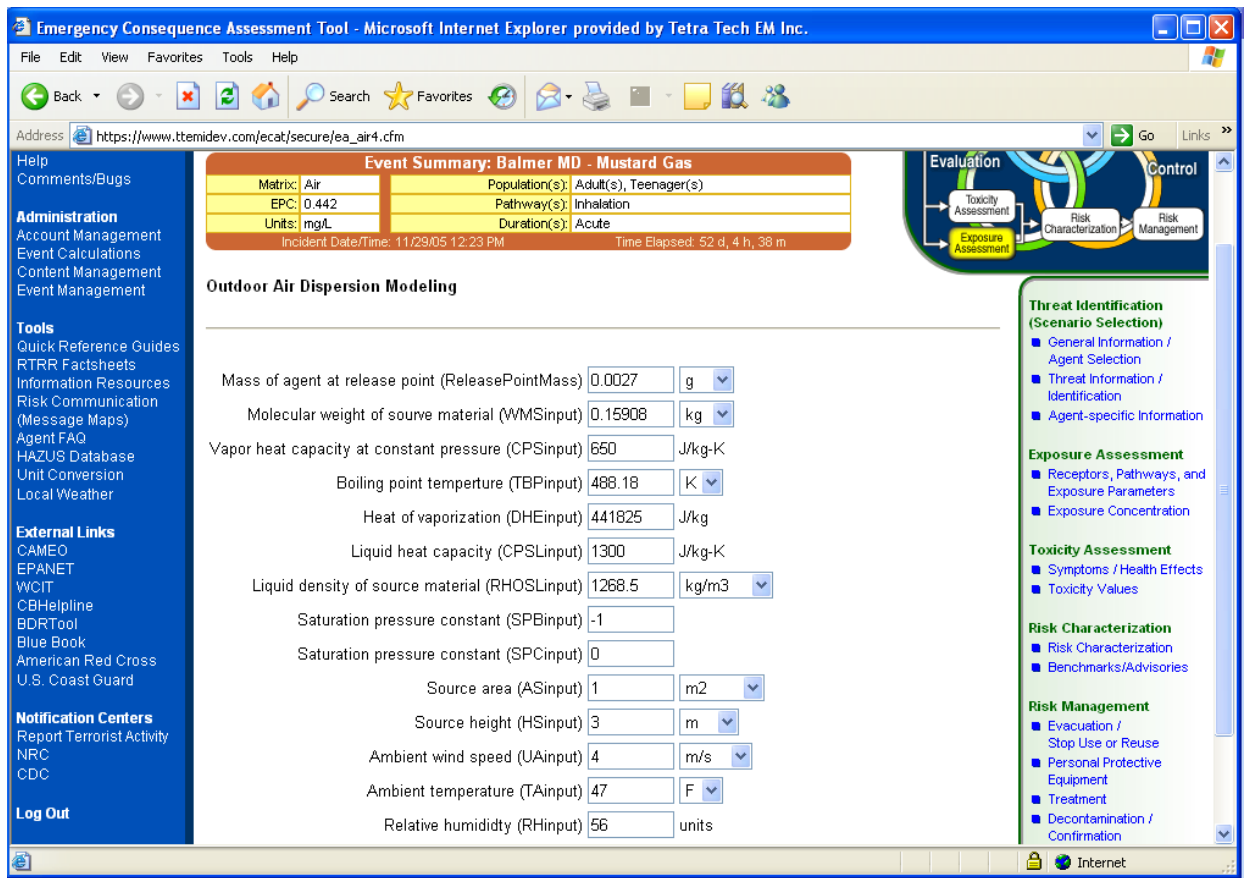 Emergency Consequence Assessment Tool - Microsoft Internet Explorer provided by Tetra Tech EM Inc.
File Edit View Favorites Tools Help
Back Search Favorites
Address https://www.ttemidev.com/ecat/secure/ea_air4.cfm Go Links »
Help
Comments/Bugs
Administration
Account Management
Event Calculations
Content Management
Event Management
Tools
Quick Reference Guides
RTRR Factsheets
Information Resources
Risk Communication
(Message Maps)
Agent FAQ
HAZUS Database
Unit Conversion
Local Weather
External Links
CAMEO
EPANET
WCIT
CBHelpline
BDRTool
Blue Book
American Red Cross
U.S. Coast Guard
Notification Centers
Report Terrorist Activity
NRC
CDC
Log Out
Event Summary: Balmer MD - Mustard Gas
Matrix: Air Population(s): Adult(s), Teenager(s)
EPC: 0.442 Pathway(s): Inhalation
Units: mg/L Duration(s): Acute
Incident Date/Time: 11/29/05 12:23 PM Time Elapsed: 52 d, 4 h, 38 m
Outdoor Air Dispersion Modeling
Mass of agent at release point (ReleasePointMass) 0.0027 g
Molecular weight of sourve material (WMSinput) 0.15908 kg
Vapor heat capacity at constant pressure (CPSinput) 650 J/kg-K
Boiling point temperture (TBPinput) 488.18 K
Heat of vaporization (DHEinput) 441825 J/kg
Liquid heat capacity (CPSLinput) 1300 J/kg-K
Liquid density of source material (RHOSLinput) 1268.5 kg/m3
Saturation pressure constant (SPBinput) -1
Saturation pressure constant (SPCinput) 0
Source area (ASinput) 1 m2
Source height (HSinput) 3 m
Ambient wind speed (UAinput) 4 m/s
Ambient temperature (TAinput) 47 F
Relative humididty (RHinput) 56 units
Evaluation
Control
Toxicity
Assessment
Exposure
Assessment
Risk
Characterization
Risk
Management
Threat Identification
(Scenario Selection)
General Information /
Agent Selection
Threat Information /
Identification
Agent-specific Information
Exposure Assessment
Receptors, Pathways, and
Exposure Parameters
Exposure Concentration
Toxicity Assessment
Symptoms / Health Effects
Toxicity Values
Risk Characterization
Risk Characterization
Benchmarks/Advisories
Risk Management
Evacuation /
Stop Use or Reuse
Personal Protective
Equipment
Treatment
Decontamination /
Confirmation
Internet